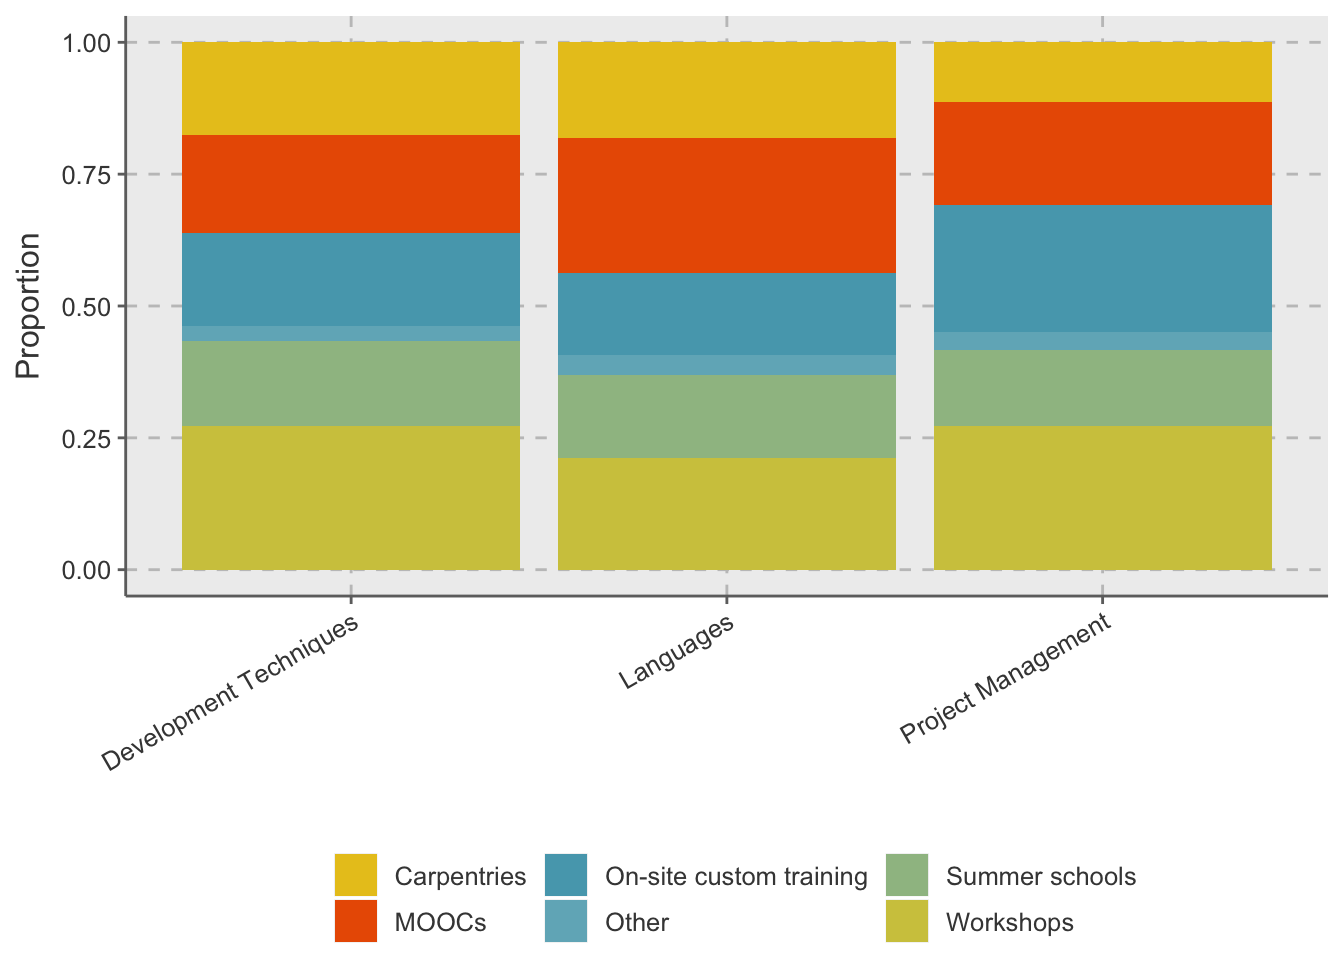 1.00
0.75
0.50
0.25
0.00
Proportion
Development Techniques
Languages
Project Management
Carpentries
On-site custom training
Summer schools
MOOCs
Other
Workshops